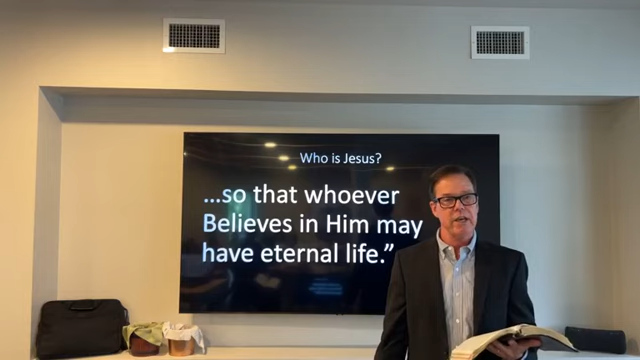 Who is Jesus?
...so that whoever
Believes in Him may
have eternal life.”